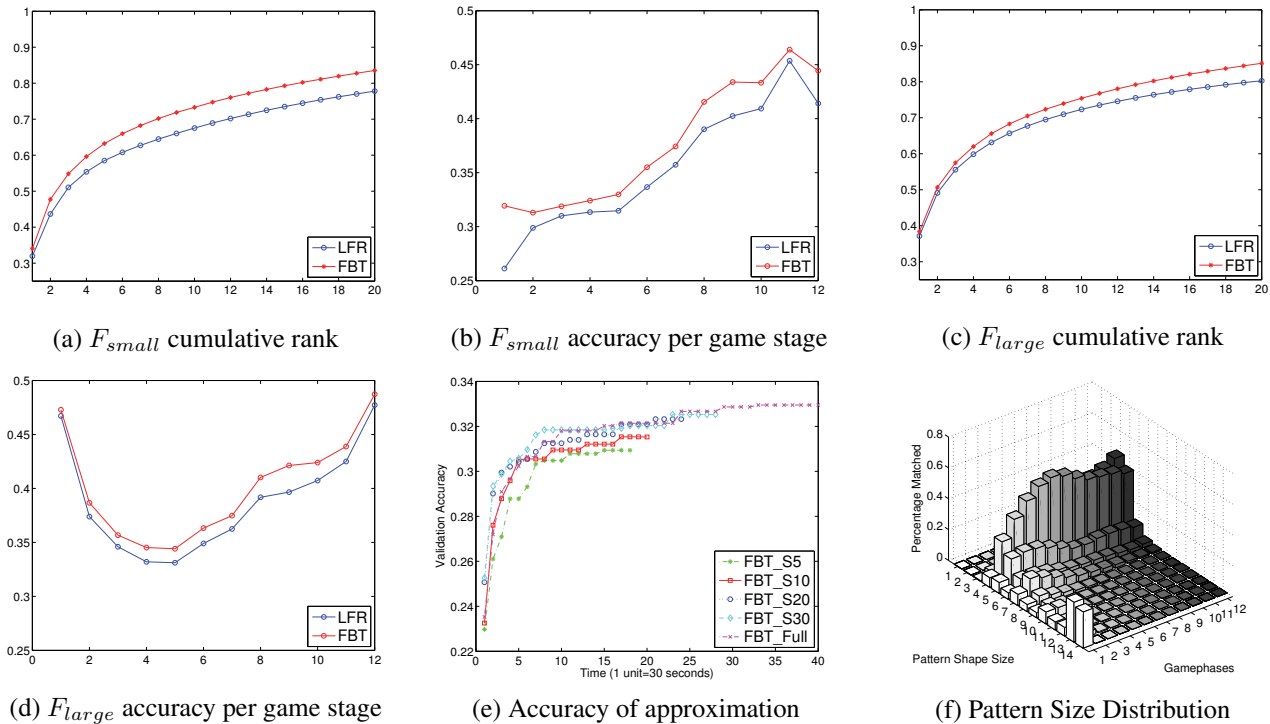 1
0.9
0.8
0.7
0.6
0.5
0.4
0.3
2 4 6 8 10 12 14 16 18 20
LFR
FBT
(a) F_small cumulative rank
0.5
0.45
0.4
0.35
0.3
0.25
0 2 4 6 8 10 12
LFR
FBT
(b) F_small accuracy per game stage
1
0.9
0.8
0.7
0.6
0.5
0.4
0.3
2 4 6 8 10 12 14 16 18 20
LFR
FBT
(c) F_large cumulative rank
0.5
0.45
0.4
0.35
0.3
0.25
0 2 4 6 8 10 12
LFR
FBT
(d) F_large accuracy per game stage
0.34
0.32
0.3
0.28
0.26
0.24
0.22
Validation Accuracy
0 5 10 15 20 25 30 35 40
Time (1 unit=30 seconds)
FBT_S5
FBT_S10
FBT_S20
FBT_S30
FBT_Full
(e) Accuracy of approximation
0.8
0.6
0.4
0.2
0
Percentage Matched
1 2 3 4 5 6 7 8 9 10 11 12 13 14
Pattern Shape Size
1 2 3 4 5 6 7 8 9 10 11 12
Gamephases
(f) Pattern Size Distribution